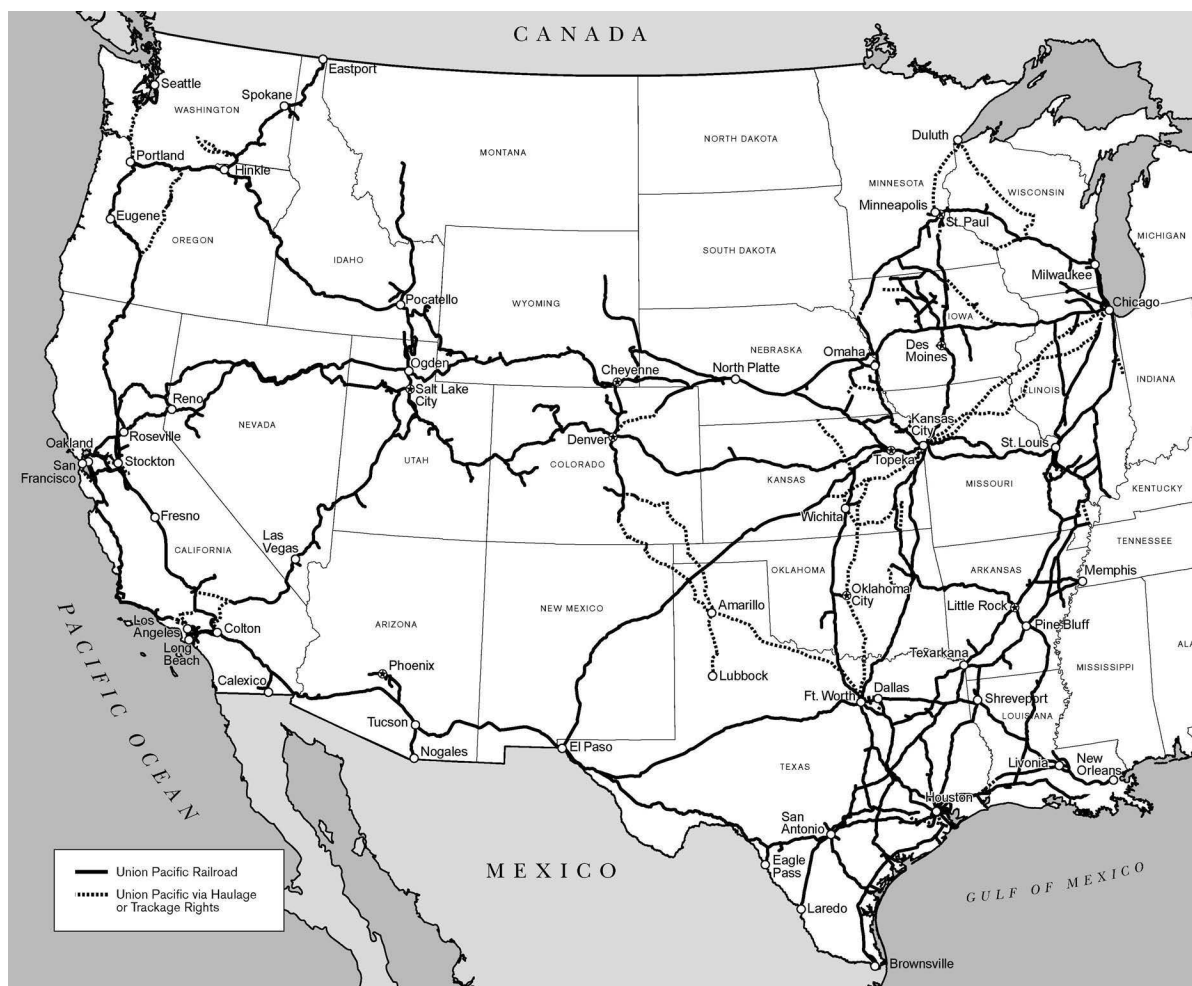 CANADA
Eastport
Seattle
Spokane
WASHINGTON
MONTANA
NORTH DAKOTA
Duluth
Portland
Hinkle
MINNESOTA
WISCONSIN
Minneapolis
St. Paul
MICHIGAN
Eugene
OREGON
IDAHO
SOUTH DAKOTA
Milwaukee
Pocatello
WYOMING
IOWA
Chicago
Ogden
Cheyenne
North Platte
NEBRASKA
Omaha
Des
Moines
Salt Lake
City
ILLINOIS
INDIANA
Reno
NEVADA
Roseville
Oakland
San
Francisco
Stockton
UTAH
Denver
COLORADO
Kansas
City
Topeka
St. Louis
KANSAS
MISSOURI
KENTUCKY
Wichita
Fresno
CALIFORNIA
Las
Vegas
TENNESSEE
OKLAHOMA
ARKANSAS
Memphis
Oklahoma
City
Little Rock
Pine Bluff
Amarillo
NEW MEXICO
ARIZONA
Los
Angeles
Long
Beach
Colton
Phoenix
Calexico
Lubbock
Texarkana
MISSISSIPPI
ALA
Ft. Worth
Dallas
Shreveport
LOUISIANA
Tucson
Nogales
El Paso
TEXAS
Livonia
New
Orleans
Houston
San
Antonio
Eagle
Pass
Laredo
Brownsville
PACIFIC OCEAN
MEXICO
GULF OF MEXICO
Union Pacific Railroad
Union Pacific via Haulage
or Trackage Rights